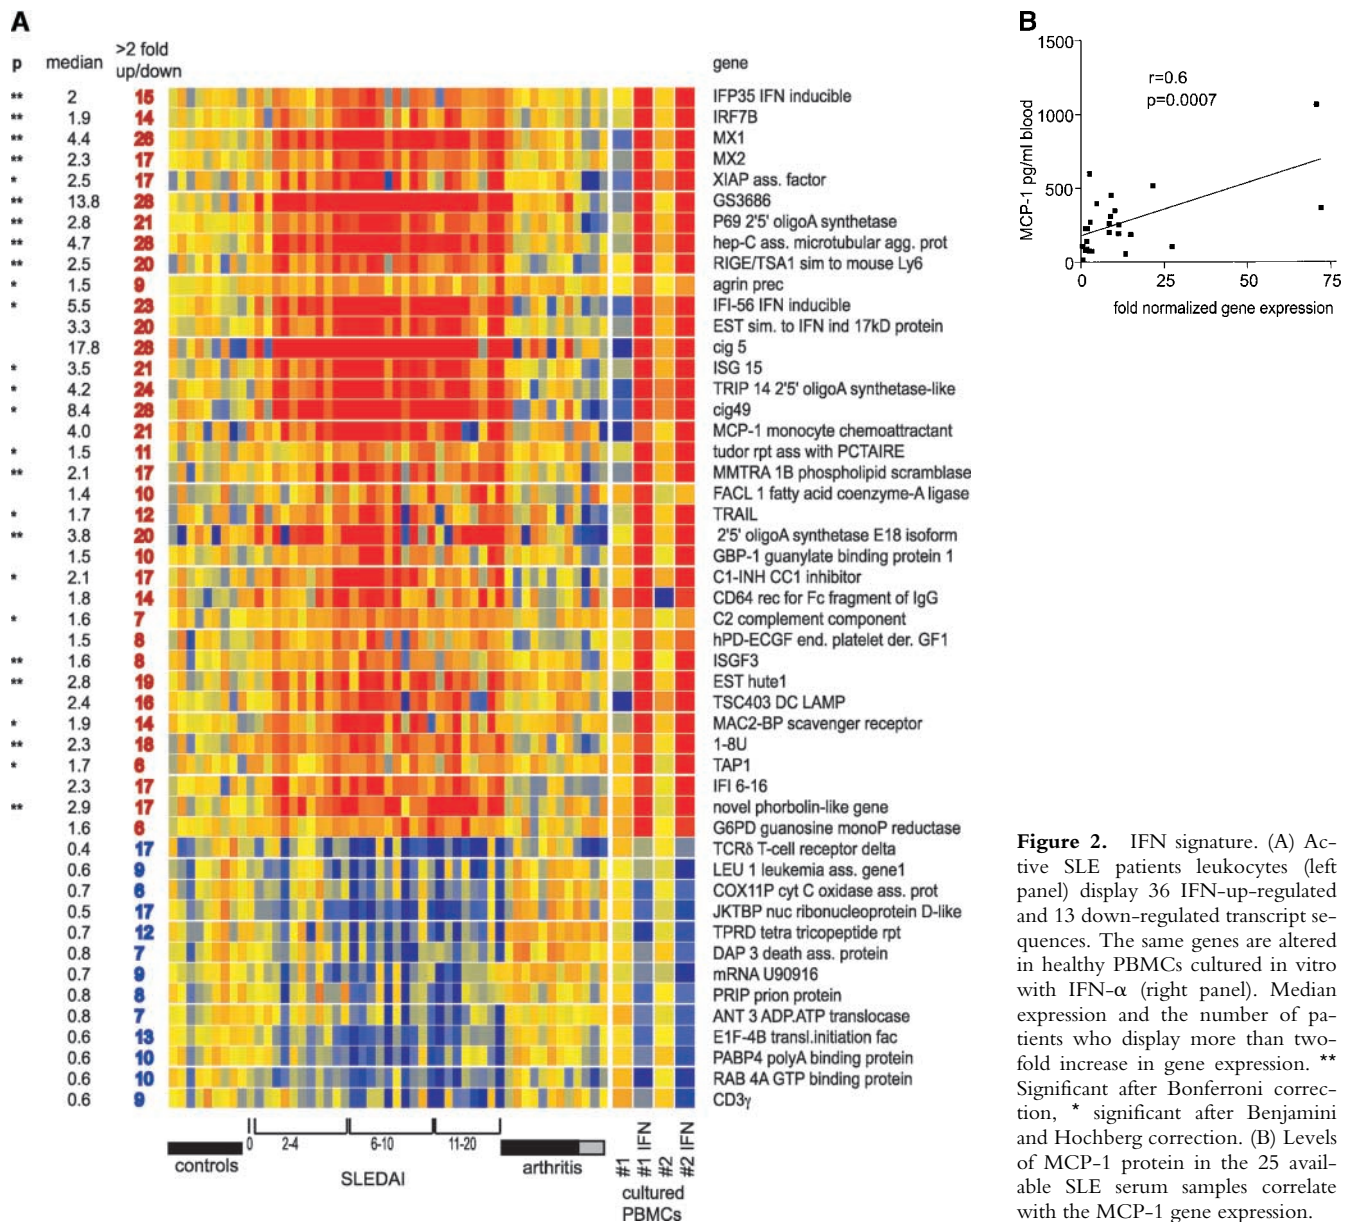 A
p median >2 fold
up/down gene
** 2 15 IFP35 IFN inducible
** 1.9 14 IRF7B
** 4.4 28 MX1
** 2.3 17 MX2
* 2.5 17 XIAP ass. factor
** 13.8 28 GS3686
** 2.8 21 P69 2'5' oligoA synthetase
** 4.7 28 hep-C ass. microtubular agg. prot
** 2.5 20 RIGE/TSA1 sim to mouse Ly6
* 1.5 9 agrin prec
* 5.5 23 IFI-56 IFN inducible
3.3 20 EST sim. to IFN ind 17kD protein
17.8 28 cig 5
* 3.5 21 ISG 15
* 4.2 24 TRIP 14 2'5' oligoA synthetase-like
* 8.4 28 cig49
4.0 21 MCP-1 monocyte chemoattractant
* 1.5 11 tudor rpt ass with PCTAIRE
** 2.1 17 MMTRA 1B phospholipid scramblase
1.4 10 FACL 1 fatty acid coenzyme-A ligase
* 1.7 12 TRAIL
** 3.8 20 2'5' oligoA synthetase E18 isoform
1.5 10 GBP-1 guanylate binding protein 1
* 2.1 17 C1-INH CC1 inhibitor
1.8 14 CD64 rec for Fc fragment of IgG
* 1.6 7 C2 complement component
1.5 8 hPD-ECGF end. platelet der. GF1
** 1.6 8 ISGF3
** 2.8 19 EST hute1
2.4 16 TSC403 DC LAMP
* 1.9 14 MAC2-BP scavenger receptor
** 2.3 18 1-8U
* 1.7 6 TAP1
2.3 17 IFI 6-16
** 2.9 17 novel phorbolin-like gene
1.6 6 G6PD guanosine monoP reductase
0.4 17 TCRδ T-cell receptor delta
0.6 9 LEU 1 leukemia ass. gene1
0.7 6 COX11P cyt C oxidase ass. prot
0.5 17 JKTBP nuc ribonucleoprotein D-like
0.7 12 TPRD tetra tricopeptide rpt
0.8 7 DAP 3 death ass. protein
0.7 9 mRNA U90916
0.8 8 PRIP prion protein
0.8 7 ANT 3 ADP.ATP translocase
0.6 13 E1F-4B transl.initiation fac
0.6 10 PABP4 polyA binding protein
0.6 10 RAB 4A GTP binding protein
0.6 9 CD3γ
controls 0 2-4 6-10 11-20 arthritis #1 #1 IFN #2 #2 IFN
SLEDAI
cultured
PBMCs
B
1500
1000
500
0
MCP-1 pg/ml blood
r=0.6
p=0.0007
0 25 50 75
fold normalized gene expression
Figure 2. IFN signature. (A) Ac-
tive SLE patients leukocytes (left
panel) display 36 IFN-up-regulated
and 13 down-regulated transcript se-
quences. The same genes are altered
in healthy PBMCs cultured in vitro
with IFN-α (right panel). Median
expression and the number of pa-
tients who display more than two-
fold increase in gene expression. **
Significant after Bonferroni correc-
tion, * significant after Benjamini
and Hochberg correction. (B) Levels
of MCP-1 protein in the 25 avail-
able SLE serum samples correlate
with the MCP-1 gene expression.